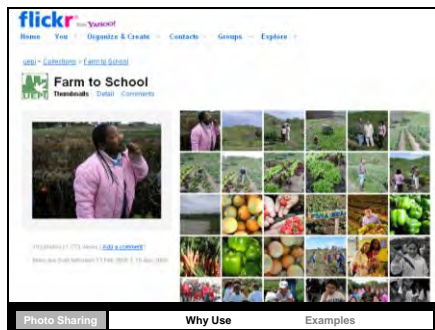 flickr from Yahoo!
Home You Organize & Create Contacts Groups Explore
uepi > Collections > Farm to School
UEPI
Farm to School
Thumbnails Detail Comments
Add a comment?
Photo Sharing Why Use Examples